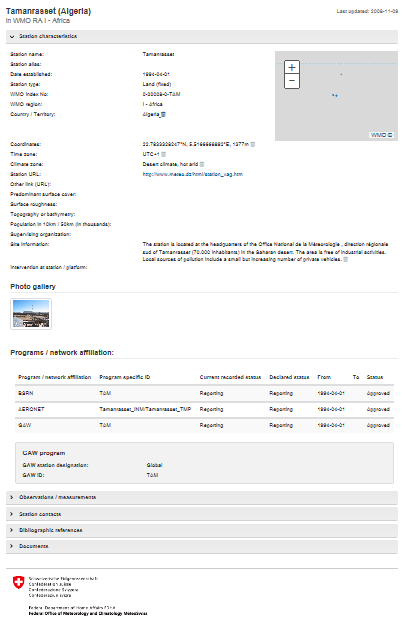 Tamanrasset (Algeria)
In WMO RA I - Africa
Last updated: 2008-11-09
Station characteristics
Station name: Tamanrasset
Station alias:
Date established: 1994-04-01
Station type: Land (fixed)
WMO Index No: 0-20008-0-TAM
WMO region: I - Africa
Country / Territory: Algeria
+
−
WMO
Coordinates: °N, °E, 1377m
Time zone: UTC+1
Climate zone: Desert climate, hot arid
Station URL: http://www.meteo.dz/html/station_vag.htm
Other link (URL):
Predominant surface cover:
Surface roughness:
Topography or bathymetry:
Population in 10km / 50km (in thousands):
Supervising organization:
Site information: The station is located at the headquarters of the Office National de la Météorologie, direction régionale
sud of Tamanrasset (70,000 inhabitants) in the Saharan desert. The area is free of industrial activities.
Local sources of pollution include a small but increasing number of private vehicles.
Intervention at station / platform:
Photo gallery
Programs / network affiliation:
Program / network affiliation Program specific ID Current recorded status Declared status From To Status
BSRN TAM Reporting Reporting 1994-04-01 Approved
AERONET Tamanrasset_INM/Tamanrasset_TMP Reporting Reporting 1994-04-01 Approved
GAW TAM Reporting Reporting 1994-04-01 Approved
GAW program
GAW station designation: Global
GAW ID: TAM
Observations / measurements
Station contacts
Bibliographic references
Documents
Schweizerische Eidgenossenschaft
Confédération suisse
Confederazione Svizzera
Confederaziun svizra
Federal Department of Home Affairs FDHA
Federal Office of Meteorology and Climatology MeteoSwiss